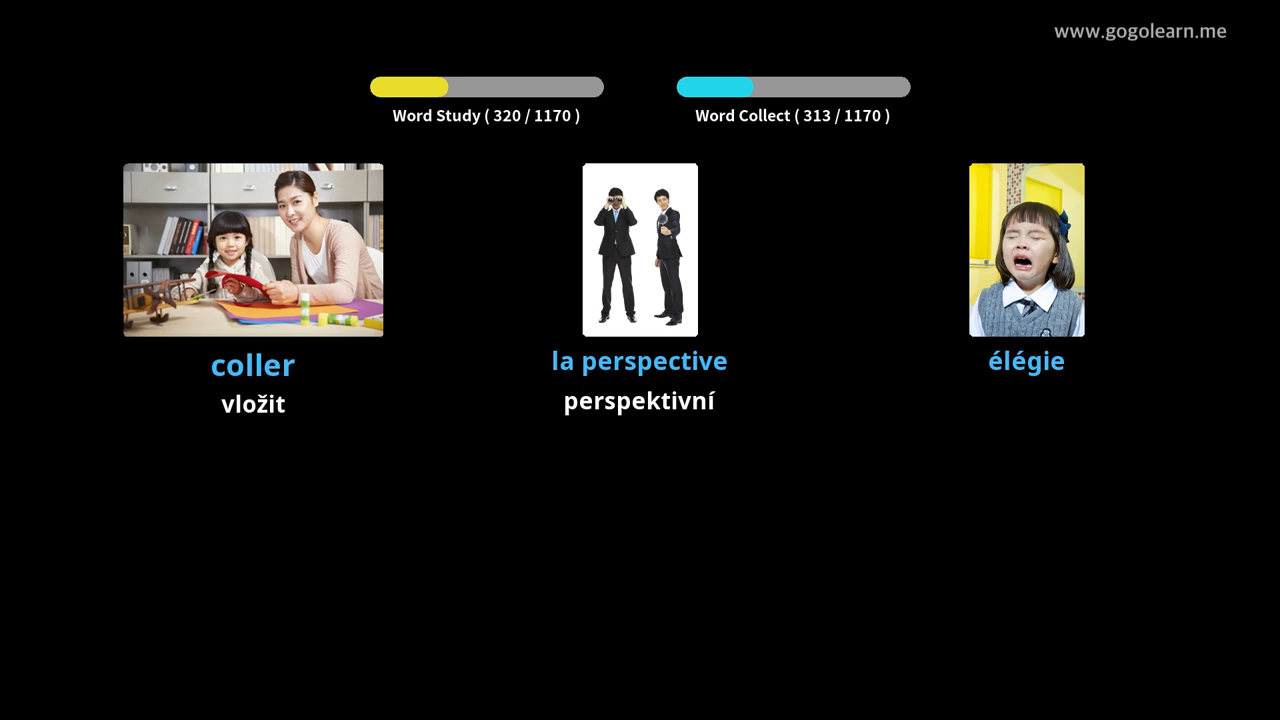 www.gogolearn.me
Word Study ( 320 / 1170 )
Word Collect ( 313 / 1170 )
coller
vložit
la perspective
perspektivní
élégie